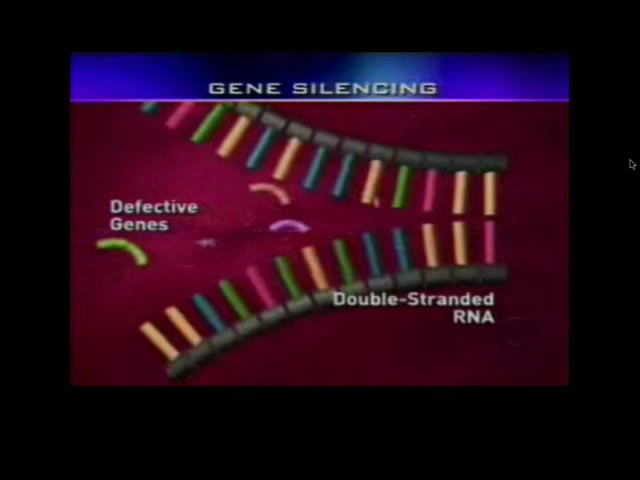 GENE SILENCING
Defective
Genes
Double-Stranded
RNA